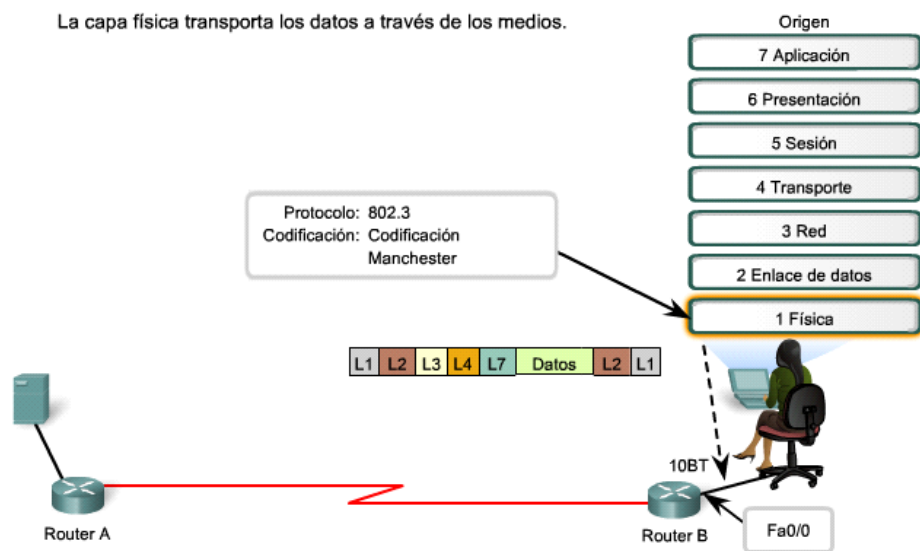 La capa física transporta los datos a través de los medios.
Origen
7 Aplicación
6 Presentación
5 Sesión
4 Transporte
3 Red
2 Enlace de datos
1 Física
Protocolo: 802.3
Codificación: Codificación
Manchester
L1 L2 L3 L4 L7 Datos L2 L1
10BT
Router A
Router B
Fa0/0